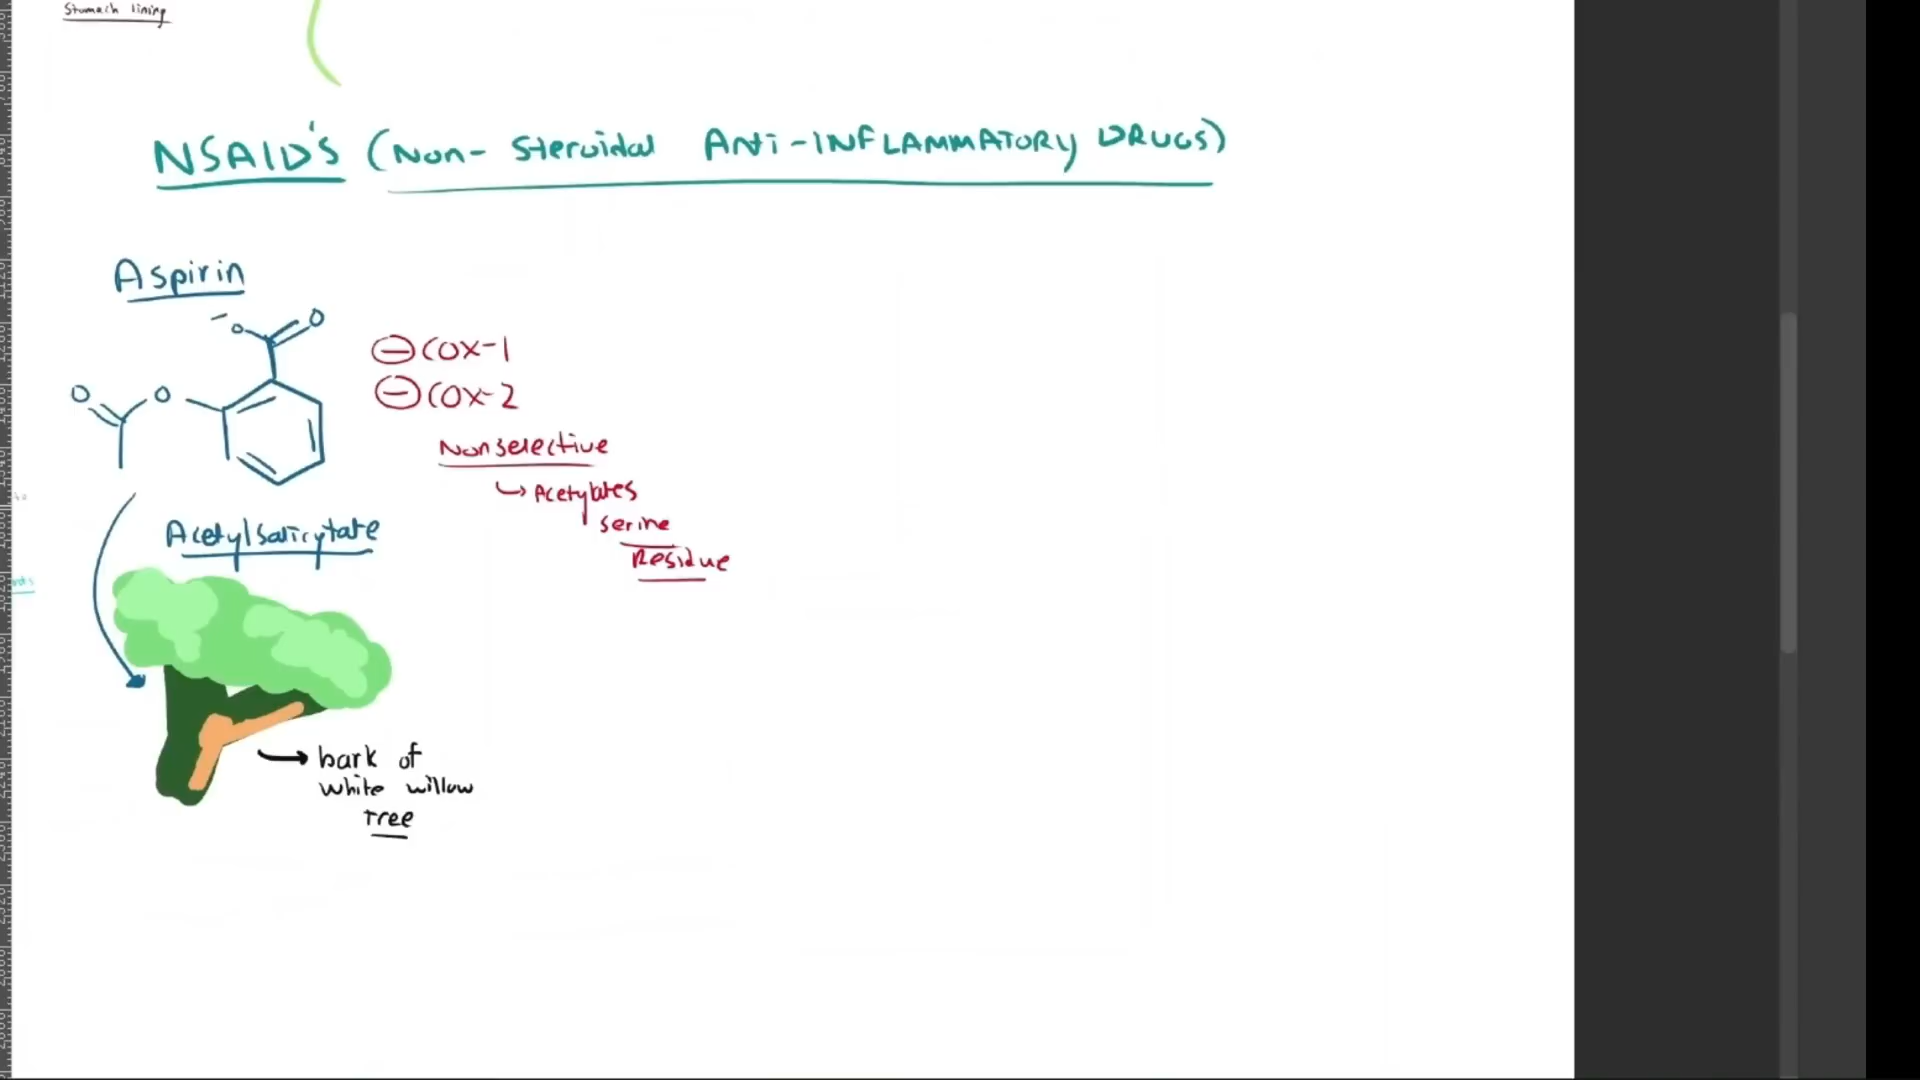 Stomach lining
NSAID's (Non-Steroidal Anti-INFLAMMATORY DRUGS)
Aspirin
- O O
O O
⊖ COX-1
⊖ COX-2
Nonselective
↳ Acetylates
serine
Residue
Acetylsalicytate
→ bark of
white willow
Tree